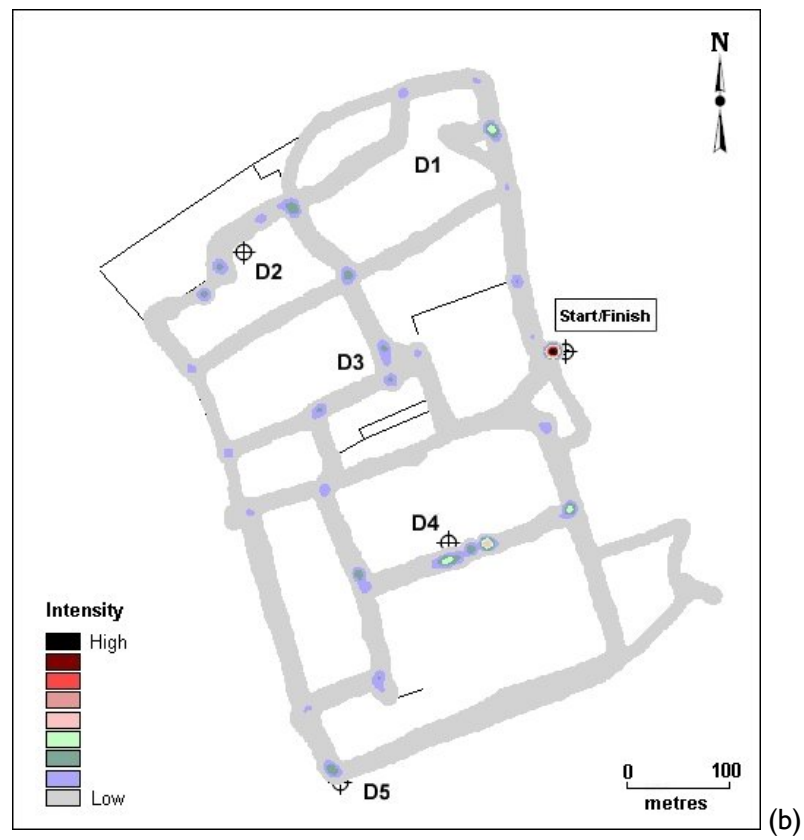 N
D1
D2
Start/Finish
D3
D4
Intensity
High
Low
0 100
metres
D5
(b)